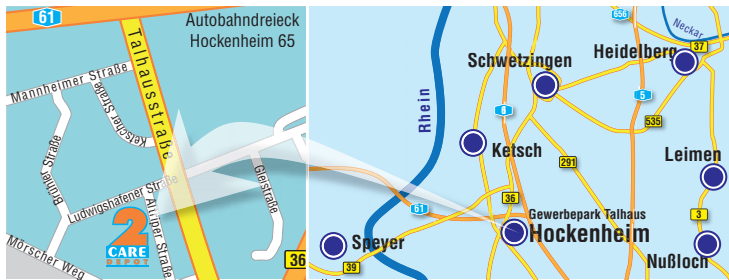 61
Autobahndreieck
Hockenheim 65
Talhausstraße
Mannheimer Straße
Ketscher Straße
Brühler Straße
Ludwigshafener Straße
Altriper Straße
Gleisstraße
Mörscher Weg
2
CARE
DEPOT
36
656
Neckar
37
Heidelberg
Schwetzingen
Rhein
6
5
535
Ketsch
291
Leimen
36
61
Gewerbepark Talhaus
Hockenheim
3
Speyer
39
Nußloch